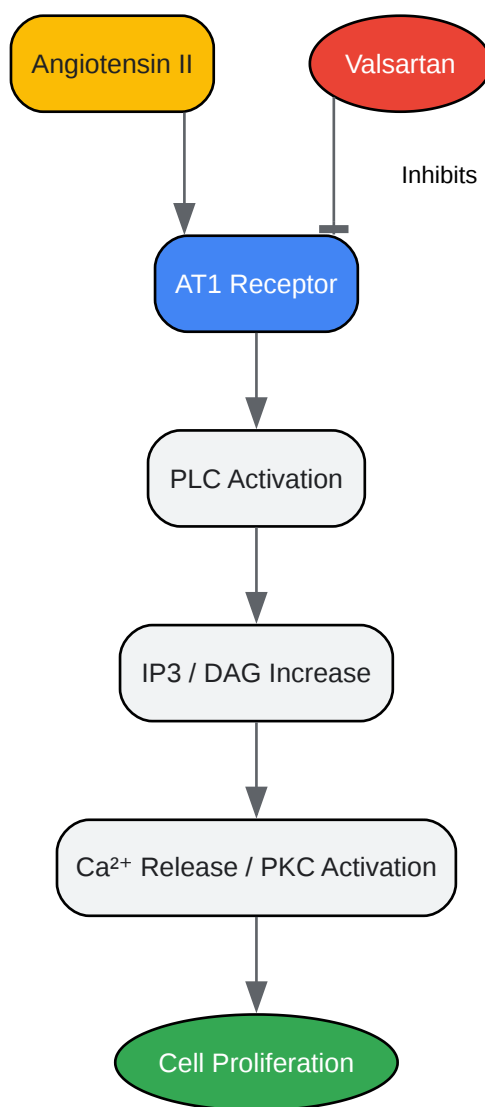 Angiotensin II
Valsartan
Inhibits
AT1 Receptor
PLC Activation
IP3 / DAG Increase
Ca²⁺ Release / PKC Activation
Cell Proliferation